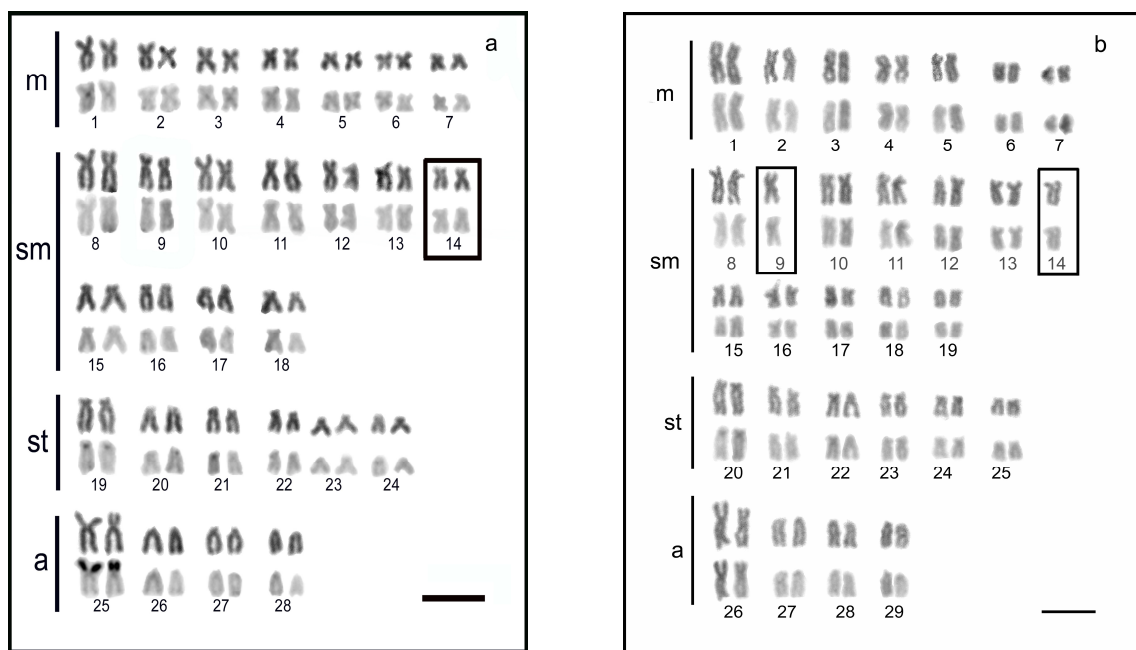 a
m
1 2 3 4 5 6 7
sm
8 9 10 11 12 13 14
15 16 17 18
st
19 20 21 22 23 24
a
25 26 27 28
b
m
1 2 3 4 5 6 7
sm
8 9 10 11 12 13 14
15 16 17 18 19
st
20 21 22 23 24 25
a
26 27 28 29